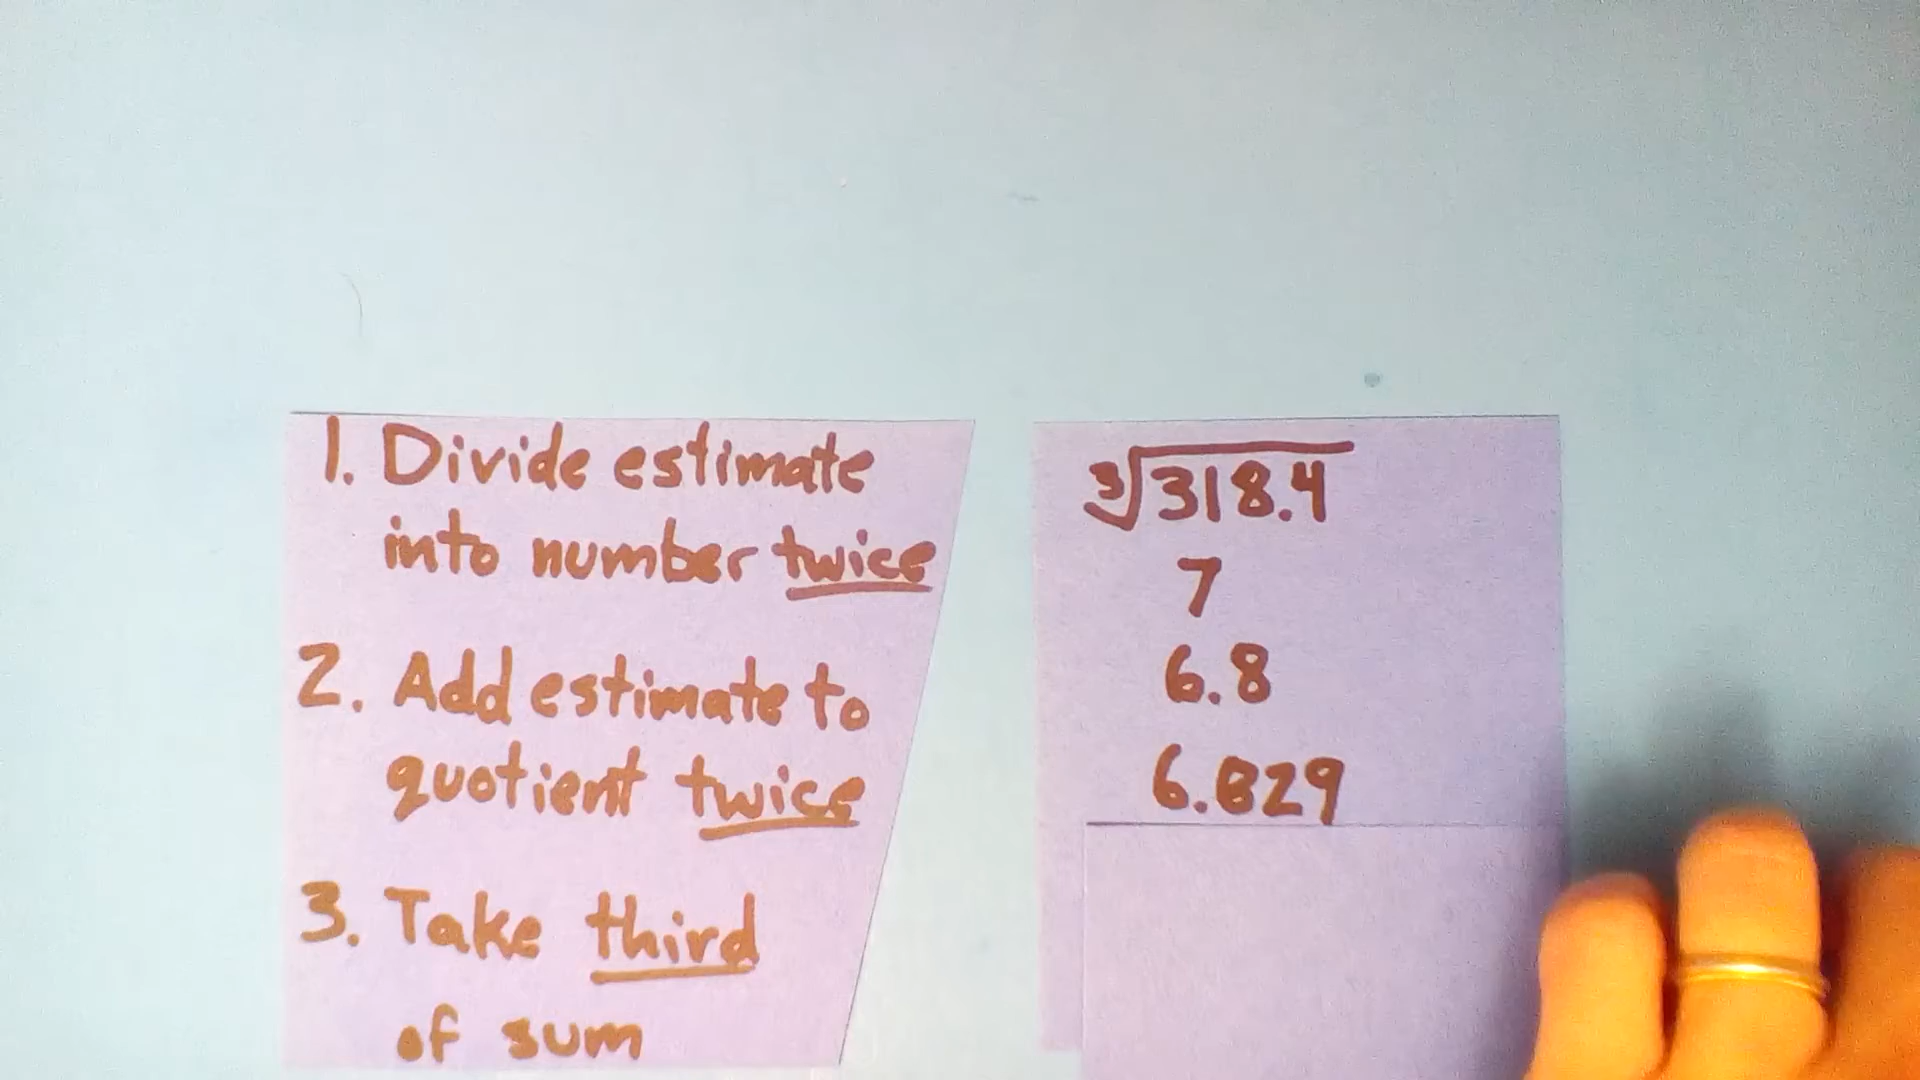 1. Divide estimate
into number twice
2. Add estimate to
quotient twice
3. Take third
of sum
∛318.4
7
6.8
6.829